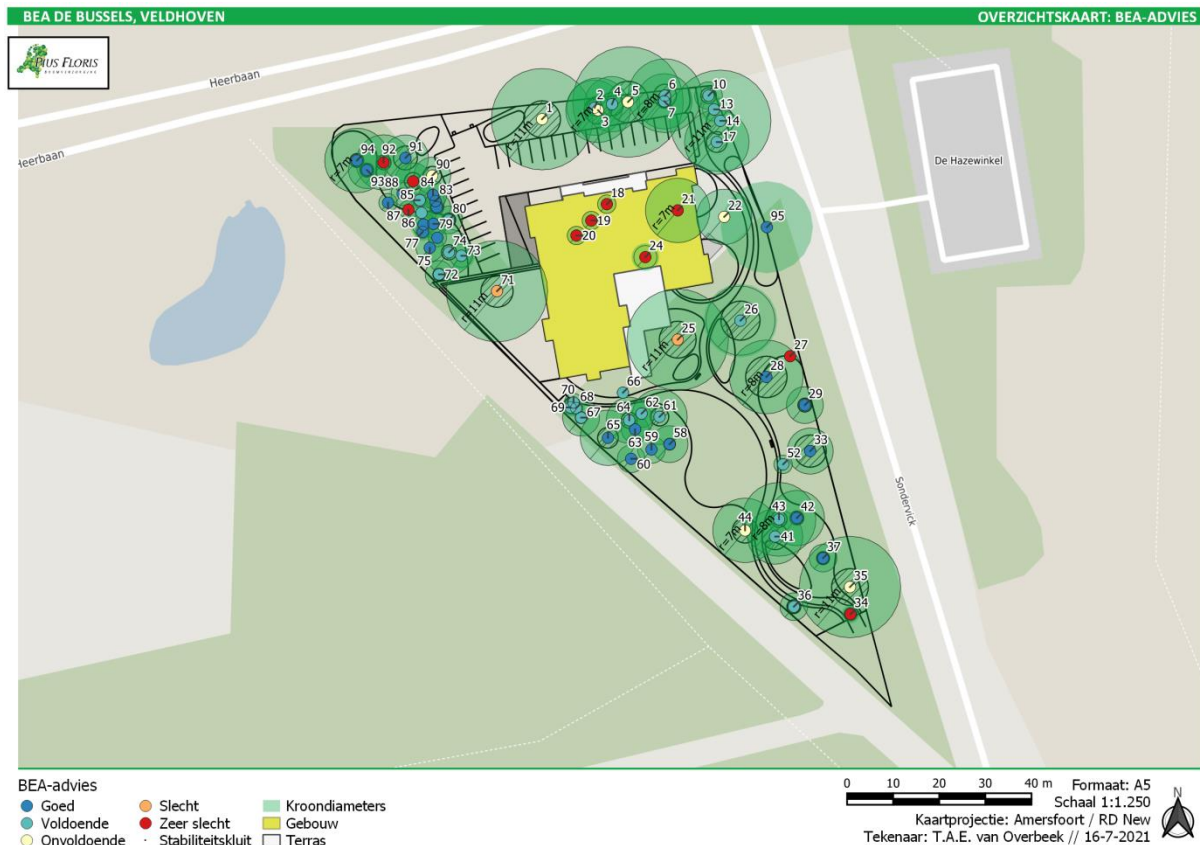 BEA DE BUSSELS, VELDHOVEN
OVERZICHTSKAART: BEA-ADVIES
PIUS FLORIS
BOOMVERZORGING
Heerbaan
Heerbaan
De Hazewinkel
Sondervick
1
2
3
4
5
6
7
10
13
14
17
r=11m
r=7m
r=8m
r=11m
94
92
91
90
r=7m
93
88
84
83
85
87
86
80
79
77
74
73
75
72
71
r=11m
18
19
20
21
r=7m
22
95
24
25
r=11m
26
27
28
r=8m
29
33
52
66
70
68
69
67
64
62
61
65
63
59
58
60
44
r=7m
43
r=8m
42
41
37
35
r=11m
34
36
BEA-advies
Goed
Voldoende
Onvoldoende
Slecht
Zeer slecht
Stabiliteitskluit
Kroondiameters
Gebouw
Terras
0 10 20 30 40 m
Formaat: A5
Schaal 1:1.250
Kaartprojectie: Amersfoort / RD New
Tekenaar: T.A.E. van Overbeek // 16-7-2021
N